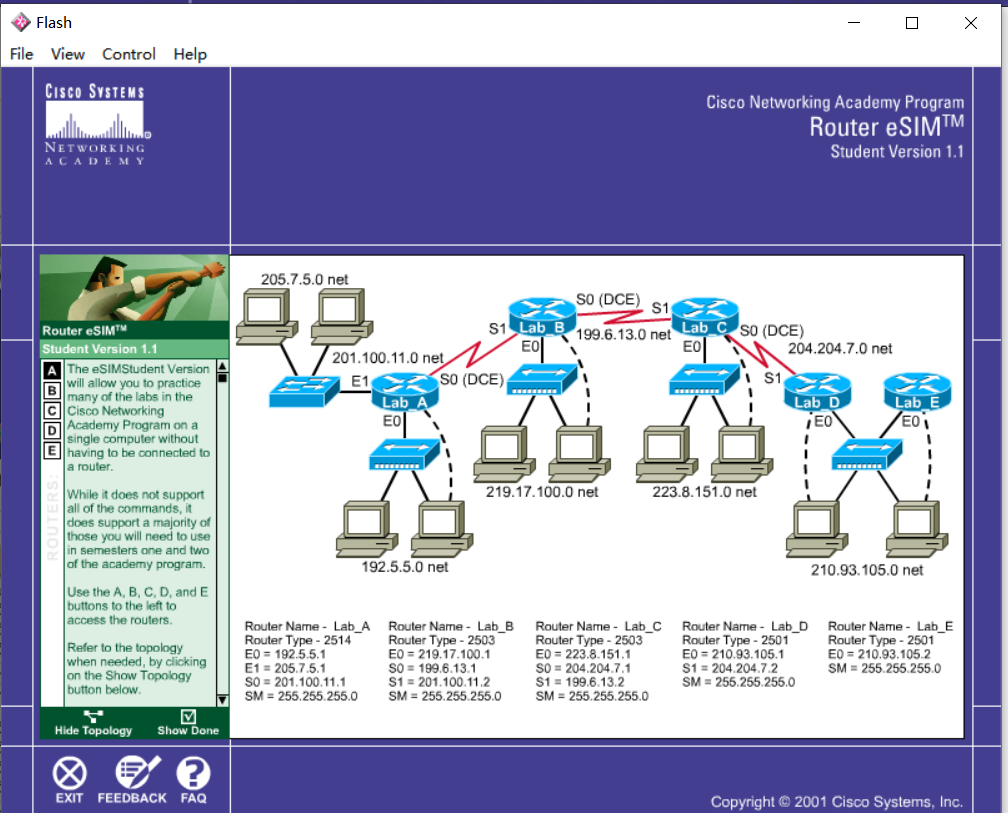 Flash
File View Control Help
CISCO SYSTEMS
NETWORKING
ACADEMY
Cisco Networking Academy Program
Router eSIM™
Student Version 1.1
Router eSIM™
Student Version 1.1
A
B
C
D
E
ROUTERS:
The eSIMStudent Version
will allow you to practice
many of the labs in the
Cisco Networking
Academy Program on a
single computer without
having to be connected to
a router.
While it does not support
all of the commands, it
does support a majority of
those you will need to use
in semesters one and two
of the academy program.
Use the A, B, C, D, and E
buttons to the left to
access the routers.
Refer to the topology
when needed, by clicking
on the Show Topology
button below.
Hide Topology
Show Done
205.7.5.0 net
S0 (DCE)
S1
Lab_B
Lab_C
S1
199.6.13.0 net
S0 (DCE)
E0
E0
201.100.11.0 net
204.204.7.0 net
E1
S0 (DCE)
S1
Lab_A
Lab_D
Lab_E
E0
E0
E0
219.17.100.0 net
223.8.151.0 net
192.5.5.0 net
210.93.105.0 net
Router Name - Lab_A
Router Type - 2514
E0 = 192.5.5.1
E1 = 205.7.5.1
S0 = 201.100.11.1
SM = 255.255.255.0
Router Name - Lab_B
Router Type - 2503
E0 = 219.17.100.1
S0 = 199.6.13.1
S1 = 201.100.11.2
SM = 255.255.255.0
Router Name - Lab_C
Router Type - 2503
E0 = 223.8.151.1
S0 = 204.204.7.1
S1 = 199.6.13.2
SM = 255.255.255.0
Router Name - Lab_D
Router Type - 2501
E0 = 210.93.105.1
S1 = 204.204.7.2
SM = 255.255.255.0
Router Name - Lab_E
Router Type - 2501
E0 = 210.93.105.2
SM = 255.255.255.0
EXIT
FEEDBACK
FAQ
Copyright © 2001 Cisco Systems, Inc.